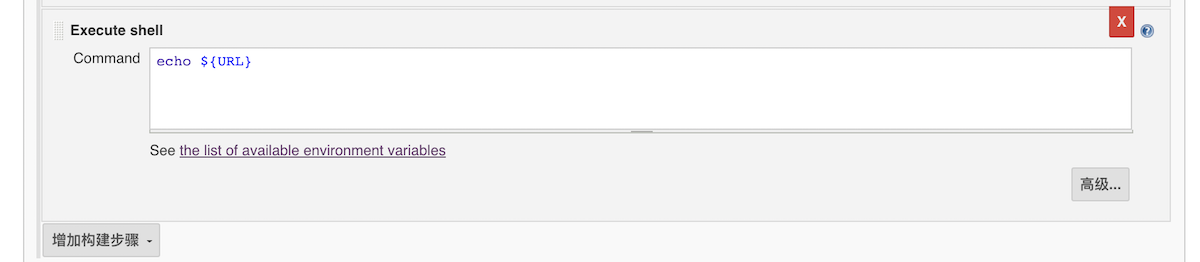 Execute shell
X
Command
echo ${URL}
See the list of available environment variables
高级...
增加构建步骤